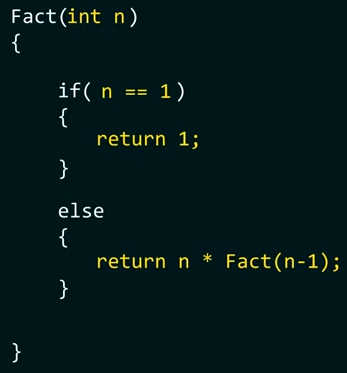 Fact(int n)
{
if( n == 1 )
{
return 1;
}
else
{
return n * Fact(n-1);
}
}